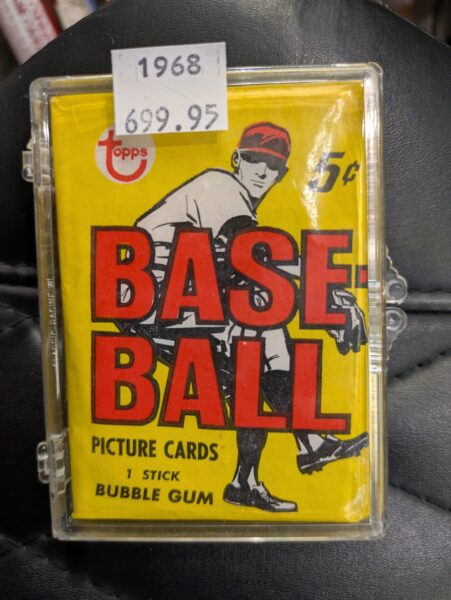 1968
699.95
Topps
5¢
BASE-
BALL
PICTURE CARDS
1 STICK
BUBBLE GUM